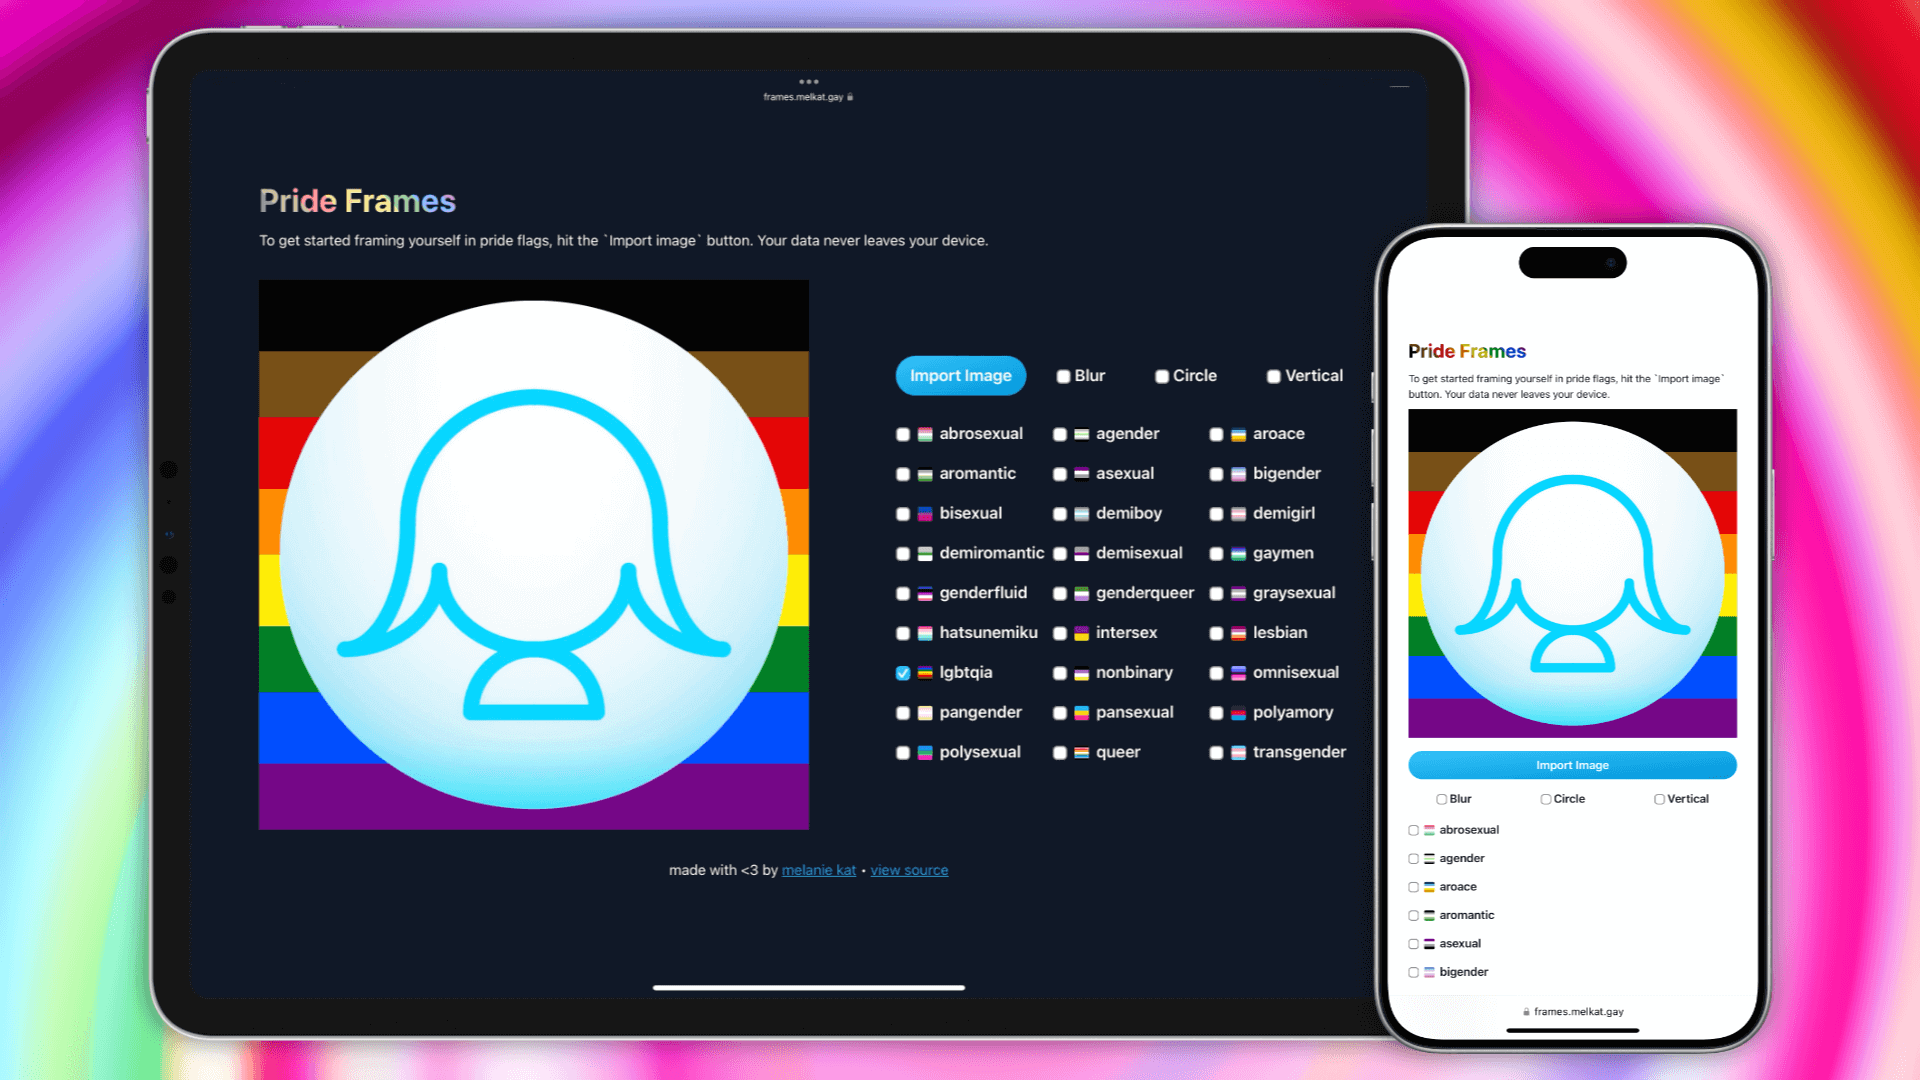 frames.melkat.gay
Pride Frames
To get started framing yourself in pride flags, hit the `Import image` button. Your data never leaves your device.
Import Image Blur Circle Vertical
abrosexual agender aroace
aromantic asexual bigender
bisexual demiboy demigirl
demiromantic demisexual gaymen
genderfluid genderqueer graysexual
hatsunemiku intersex lesbian
lgbtqia nonbinary omnisexual
pangender pansexual polyamory
polysexual queer transgender
made with <3 by melanie kat • view source
Pride Frames
To get started framing yourself in pride flags, hit the `Import image`
button. Your data never leaves your device.
Import Image
Blur Circle Vertical
abrosexual
agender
aroace
aromantic
asexual
bigender
frames.melkat.gay